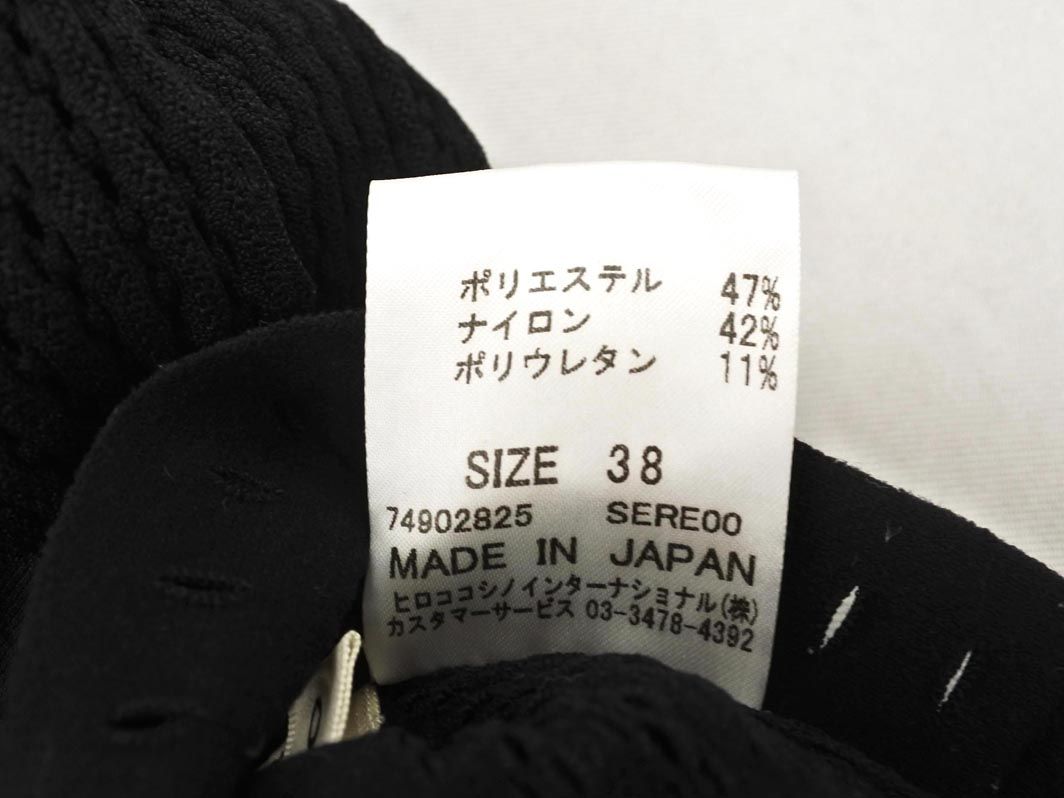 ポリエステル 47%
ナイロン 42%
ポリウレタン 11%
SIZE 38
74902825 SERE00
MADE IN JAPAN
ヒロココシノインターナショナル(株)
カスタマーサービス 03-3478-4392